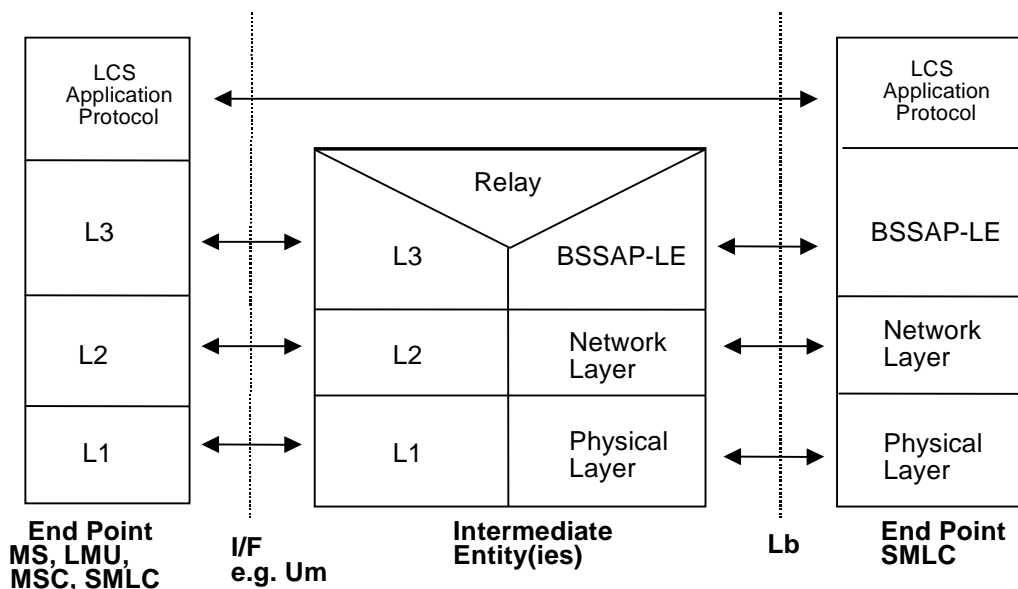 LCS
Application
Protocol
L3
L2
L1
End Point
MS, LMU,
MSC, SMLC
I/F
e.g. Um
Relay
L3
BSSAP-LE
L2
Network
Layer
L1
Physical
Layer
Intermediate
Entity(ies)
Lb
LCS
Application
Protocol
BSSAP-LE
Network
Layer
Physical
Layer
End Point
SMLC